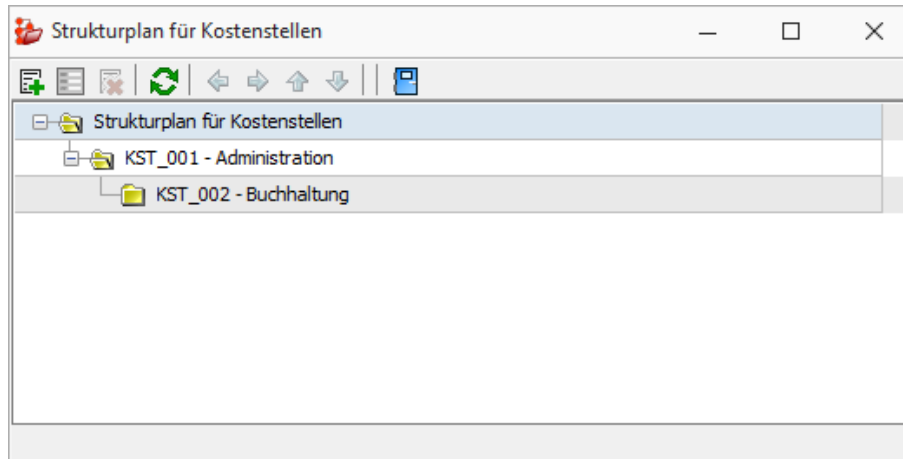 Strukturplan für Kostenstellen
Strukturplan für Kostenstellen
KST_001 - Administration
KST_002 - Buchhaltung